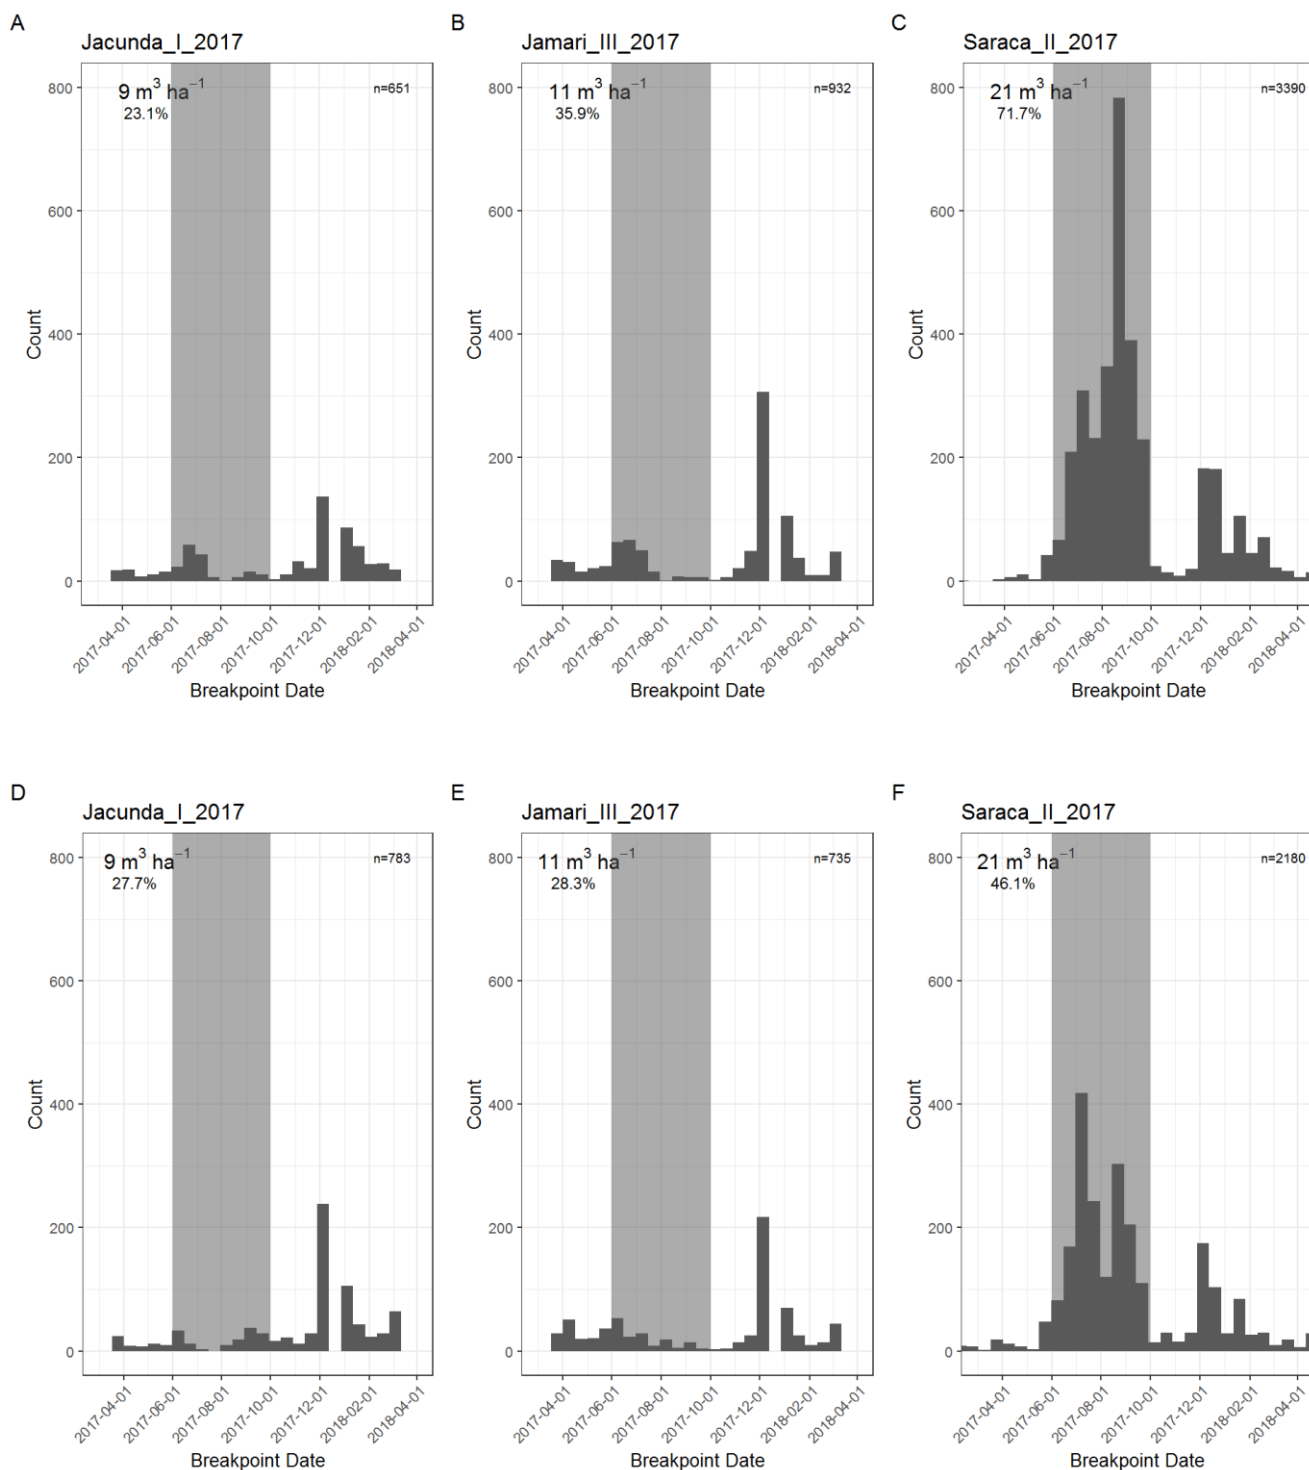 A
Jacunda_I_2017
9 m³ ha⁻¹
23.1%
n=651
800
600
400
200
0
Count
2017-04-01
2017-06-01
2017-08-01
2017-10-01
2017-12-01
2018-02-01
2018-04-01
Breakpoint Date
B
Jamari_III_2017
11 m³ ha⁻¹
35.9%
n=932
800
600
400
200
0
Count
2017-04-01
2017-06-01
2017-08-01
2017-10-01
2017-12-01
2018-02-01
2018-04-01
Breakpoint Date
C
Saraca_II_2017
21 m³ ha⁻¹
71.7%
n=3390
800
600
400
200
0
Count
2017-04-01
2017-06-01
2017-08-01
2017-10-01
2017-12-01
2018-02-01
2018-04-01
Breakpoint Date
D
Jacunda_I_2017
9 m³ ha⁻¹
27.7%
n=783
800
600
400
200
0
Count
2017-04-01
2017-06-01
2017-08-01
2017-10-01
2017-12-01
2018-02-01
2018-04-01
Breakpoint Date
E
Jamari_III_2017
11 m³ ha⁻¹
28.3%
n=735
800
600
400
200
0
Count
2017-04-01
2017-06-01
2017-08-01
2017-10-01
2017-12-01
2018-02-01
2018-04-01
Breakpoint Date
F
Saraca_II_2017
21 m³ ha⁻¹
46.1%
n=2180
800
600
400
200
0
Count
2017-04-01
2017-06-01
2017-08-01
2017-10-01
2017-12-01
2018-02-01
2018-04-01
Breakpoint Date